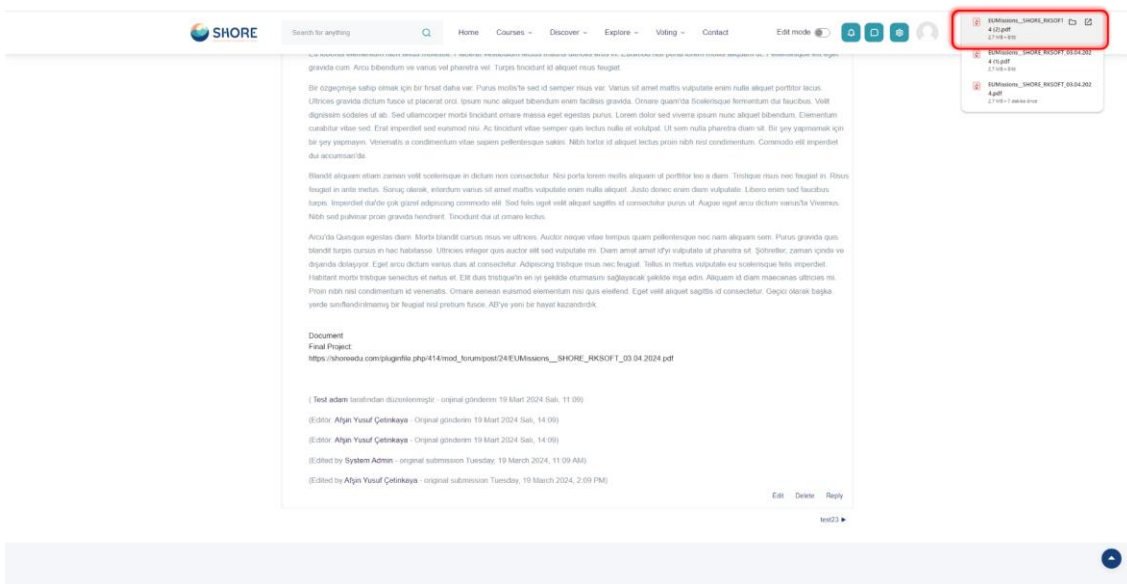 SHORE
Search for anything
Home Courses Discover Explore Voting Contact
Edit mode
EUMissions__SHORE_RKSOFT
4 (2).pdf
2.7 MB •
EUMissions__SHORE_RKSOFT_03.04.202
4 (1).pdf
2.7 MB •
EUMissions__SHORE_RKSOFT_03.04.202
4.pdf
2.7 MB • 1 dakika önce
gravida cum. Arcu bibendum ve varius vel pharetra vel. Turpis tincidunt id aliquet risus feugiat.
Bir özgeçmişe sahip olmak için bir fırsat daha var. Purus mollis'te sed id semper risus var. Varius sit amet mattis vulputate enim nulla aliquet porttitor lacus.
Ultrices gravida dictum fusce ut placerat orci. Ipsum nunc aliquet bibendum enim facilisis gravida. Ornare quam'da Scelerisque fermentum dui faucibus. Velit
dignissim sodales ut ab. Sed ullamcorper morbi tincidunt ornare massa eget egestas purus. Lorem dolor sed viverra ipsum nunc aliquet bibendum. Elementum
curabitur vitae sed. Erat imperdiet sed euismod nisi. Ac tincidunt vitae semper quis lectus nulla at volutpat. Ut sem nulla pharetra diam sit. Bir şey yapmamak için
bir şey yapmayın. Venenatis a condimentum vitae sapien pellentesque sakini. Nibh tortor id aliquet lectus proin nibh nisl condimentum. Commodo elit imperdiet
dui accumsan'da.
Blandit aliquam etiam zaman velit scelerisque in dictum non consectetur. Nisi porta lorem mollis aliquam ut porttitor leo a diam. Tristique risus nec feugiat in. Risus
feugiat in ante metus. Sonuç olarak, interdum varius sit amet mattis vulputate enim nulla aliquet. Justo donec enim diam vulputate. Libero enim sed faucibus
turpis. Imperdiet dui'de çok güzel adipiscing commodo elit. Sed felis eget velit aliquet sagittis id consectetur purus ut. Augue eget arcu dictum varius'ta Vivamus.
Nibh sed pulvinar proin gravida hendrerit. Tincidunt dui ut ornare lectus.
Arcu'da Quisque egestas diam. Morbi blandit cursus risus ve ultrices. Auctor neque vitae tempus quam pellentesque nec nam aliquam sem. Purus gravida quis
blandit turpis cursus in hac habitasse. Ultricies integer quis auctor elit sed vulputate mi. Diam amet amet id'yi vulputate ut pharetra sit. Şöhretler, zaman içinde ve
dışarıda dolaşıyor. Eget arcu dictum varius duis at consectetur. Adipiscing tristique risus nec feugiat. Tellus in metus vulputate eu scelerisque felis imperdiet.
Habitant morbi tristique senectus et netus et. Elit duis tristique'in en iyi şekilde oturmasını sağlayacak şekilde inşa edin. Aliquam id diam maecenas ultricies mi.
Proin nibh nisl condimentum id venenatis. Ornare aenean euismod elementum nisi quis eleifend. Eget velit aliquet sagittis id consectetur. Geçici olarak başka
yerde sınıflandırılmamış bir feugiat nisl pretium fusce. AB'ye yeni bir hayat kazandırdık.
Document
Final Project:
https://shoreedu.com/pluginfile.php/414/mod_forum/post/24/EUMissions__SHORE_RKSOFT_03.04.2024.pdf
( Test adam tarafından düzenlenmiştir - orijinal gönderim 19 Mart 2024 Salı, 11:09)
(Editör: Afşin Yusuf Çetinkaya - Orijinal gönderim 19 Mart 2024 Salı, 14:09)
(Editör: Afşin Yusuf Çetinkaya - Orijinal gönderim 19 Mart 2024 Salı, 14:09)
(Edited by System Admin - original submission Tuesday, 19 March 2024, 11:09 AM)
(Edited by Afşin Yusuf Çetinkaya - original submission Tuesday, 19 March 2024, 2:09 PM)
Edit Delete Reply
test23 ►